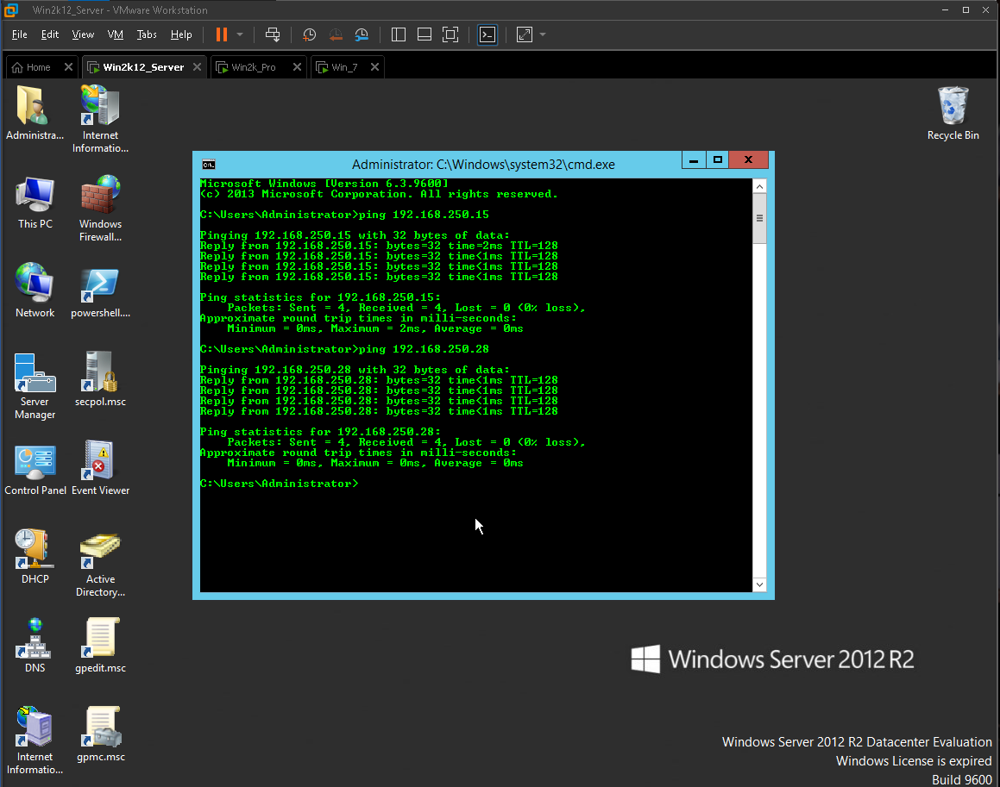 Win2k12_Server - VMware Workstation
File Edit View VM Tabs Help
Home Win2k12_Server Win2k_Pro Win_7
Administra...
Internet
Informatio...
Recycle Bin
This PC
Windows
Firewall...
Network
powershell....
Server
Manager
secpol.msc
Control Panel
Event Viewer
DHCP
Active
Directory...
DNS
gpedit.msc
Internet
Informatio...
gpmc.msc
Administrator: C:\Windows\system32\cmd.exe
Microsoft Windows [Version 6.3.9600]
(c) 2013 Microsoft Corporation. All rights reserved.
C:\Users\Administrator>ping 192.168.250.15
Pinging 192.168.250.15 with 32 bytes of data:
Reply from 192.168.250.15: bytes=32 time=2ms TTL=128
Reply from 192.168.250.15: bytes=32 time<1ms TTL=128
Reply from 192.168.250.15: bytes=32 time<1ms TTL=128
Reply from 192.168.250.15: bytes=32 time<1ms TTL=128
Ping statistics for 192.168.250.15:
Packets: Sent = 4, Received = 4, Lost = 0 (0% loss),
Approximate round trip times in milli-seconds:
Minimum = 0ms, Maximum = 2ms, Average = 0ms
C:\Users\Administrator>ping 192.168.250.28
Pinging 192.168.250.28 with 32 bytes of data:
Reply from 192.168.250.28: bytes=32 time<1ms TTL=128
Reply from 192.168.250.28: bytes=32 time<1ms TTL=128
Reply from 192.168.250.28: bytes=32 time<1ms TTL=128
Reply from 192.168.250.28: bytes=32 time<1ms TTL=128
Ping statistics for 192.168.250.28:
Packets: Sent = 4, Received = 4, Lost = 0 (0% loss),
Approximate round trip times in milli-seconds:
Minimum = 0ms, Maximum = 0ms, Average = 0ms
C:\Users\Administrator>
Windows Server 2012 R2
Windows Server 2012 R2 Datacenter Evaluation
Windows License is expired
Build 9600